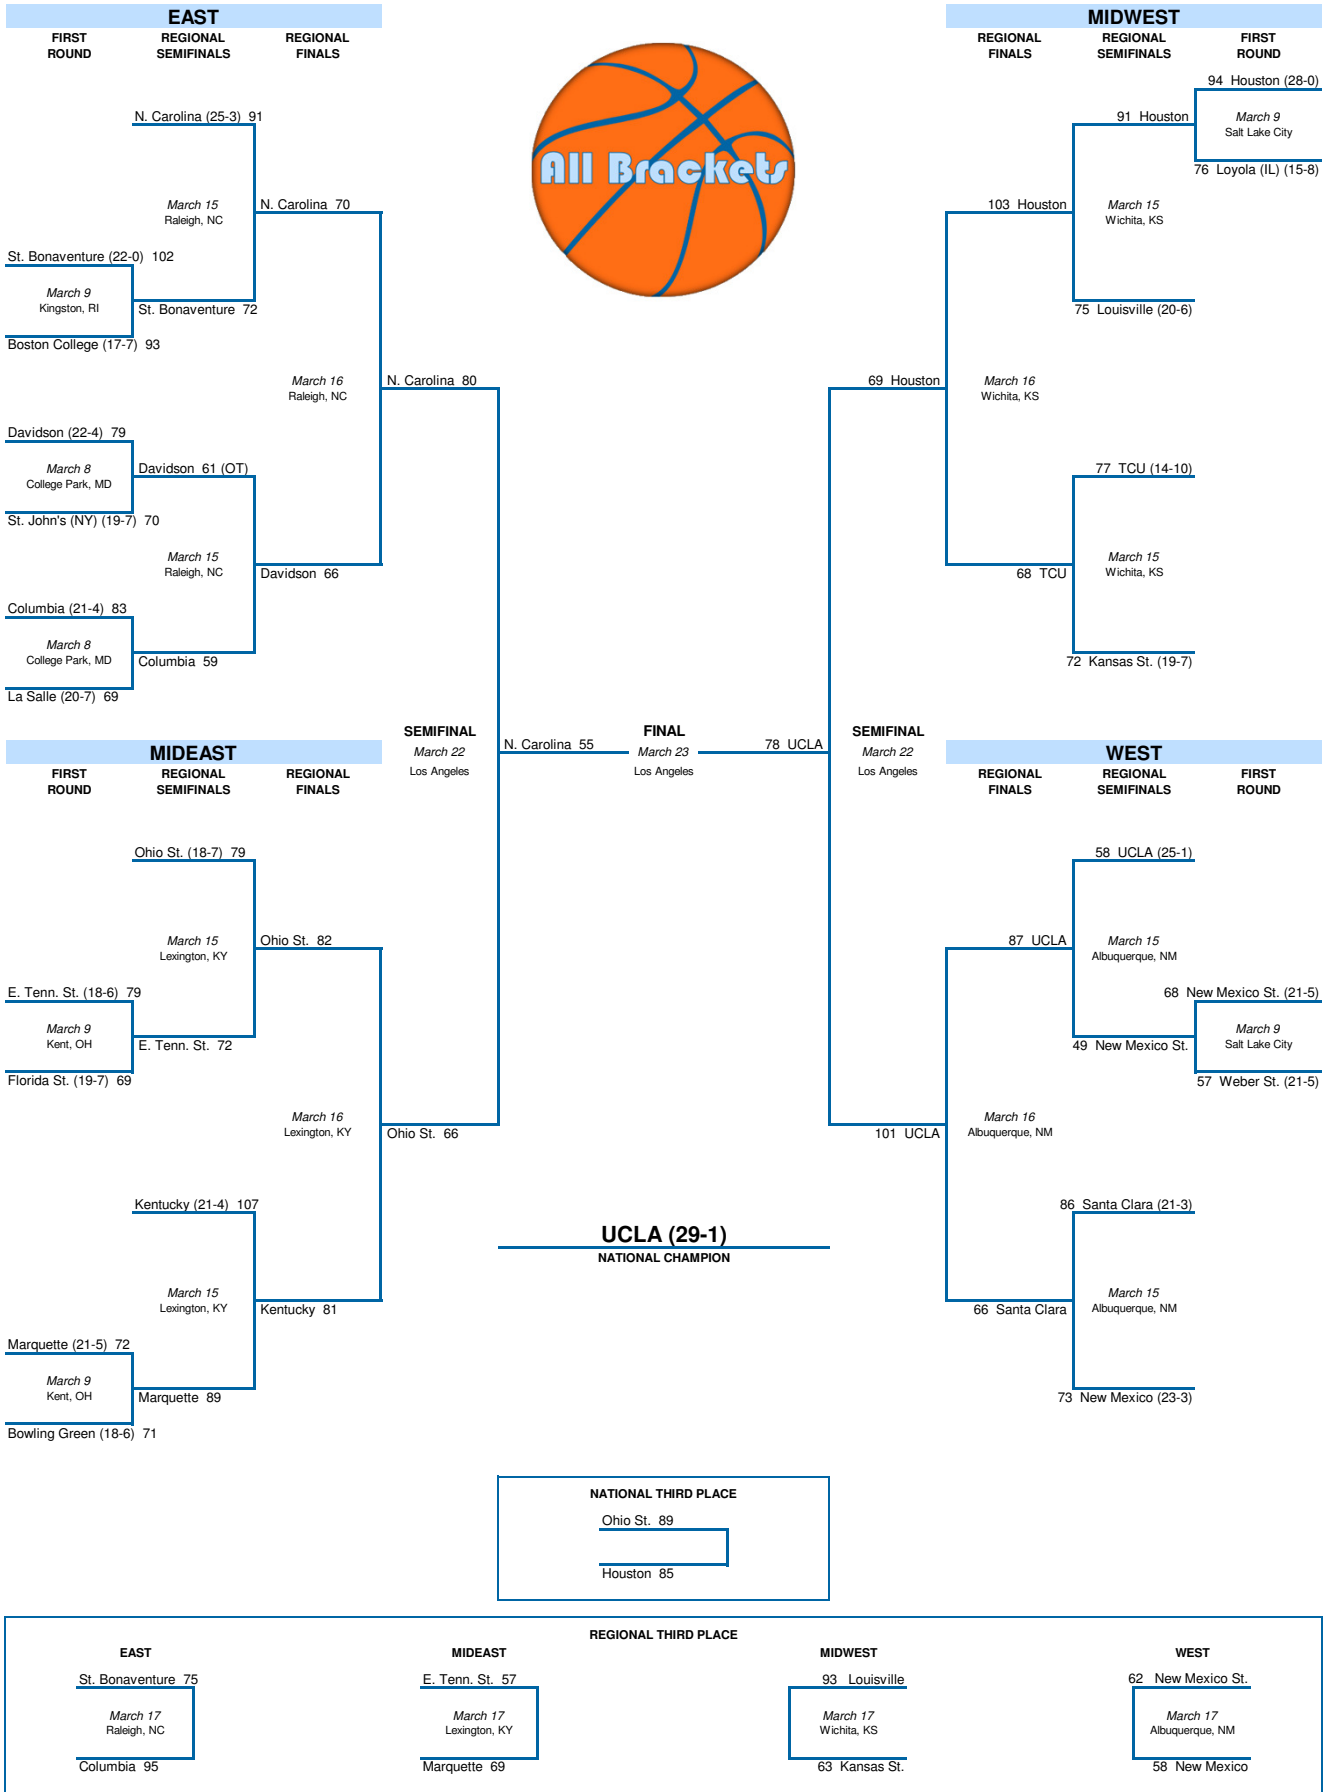 EAST
FIRST ROUND
REGIONAL SEMIFINALS
REGIONAL FINALS
N. Carolina (25-3) 91
March 15
Raleigh, NC
N. Carolina 70
St. Bonaventure (22-0) 102
March 9
Kingston, RI
St. Bonaventure 72
Boston College (17-7) 93
March 16
Raleigh, NC
N. Carolina 80
Davidson (22-4) 79
March 8
College Park, MD
Davidson 61 (OT)
St. John's (NY) (19-7) 70
March 15
Raleigh, NC
Davidson 66
Columbia (21-4) 83
March 8
College Park, MD
Columbia 59
La Salle (20-7) 69
All Brackets
MIDWEST
REGIONAL FINALS
REGIONAL SEMIFINALS
FIRST ROUND
94 Houston (28-0)
91 Houston
March 9
Salt Lake City
76 Loyola (IL) (15-8)
103 Houston
March 15
Wichita, KS
75 Louisville (20-6)
69 Houston
March 16
Wichita, KS
77 TCU (14-10)
March 15
Wichita, KS
68 TCU
72 Kansas St. (19-7)
SEMIFINAL
March 22
Los Angeles
N. Carolina 55
FINAL
March 23
Los Angeles
78 UCLA
SEMIFINAL
March 22
Los Angeles
MIDEAST
FIRST ROUND
REGIONAL SEMIFINALS
REGIONAL FINALS
Ohio St. (18-7) 79
March 15
Lexington, KY
Ohio St. 82
E. Tenn. St. (18-6) 79
March 9
Kent, OH
E. Tenn. St. 72
Florida St. (19-7) 69
March 16
Lexington, KY
Ohio St. 66
Kentucky (21-4) 107
March 15
Lexington, KY
Kentucky 81
Marquette (21-5) 72
March 9
Kent, OH
Marquette 89
Bowling Green (18-6) 71
WEST
REGIONAL FINALS
REGIONAL SEMIFINALS
FIRST ROUND
58 UCLA (25-1)
87 UCLA
March 15
Albuquerque, NM
68 New Mexico St. (21-5)
March 9
Salt Lake City
49 New Mexico St.
57 Weber St. (21-5)
101 UCLA
March 16
Albuquerque, NM
86 Santa Clara (21-3)
March 15
Albuquerque, NM
66 Santa Clara
73 New Mexico (23-3)
UCLA (29-1)
NATIONAL CHAMPION
NATIONAL THIRD PLACE
Ohio St. 89
Houston 85
REGIONAL THIRD PLACE
EAST
St. Bonaventure 75
March 17
Raleigh, NC
Columbia 95
MIDEAST
E. Tenn. St. 57
March 17
Lexington, KY
Marquette 69
MIDWEST
93 Louisville
March 17
Wichita, KS
63 Kansas St.
WEST
62 New Mexico St.
March 17
Albuquerque, NM
58 New Mexico